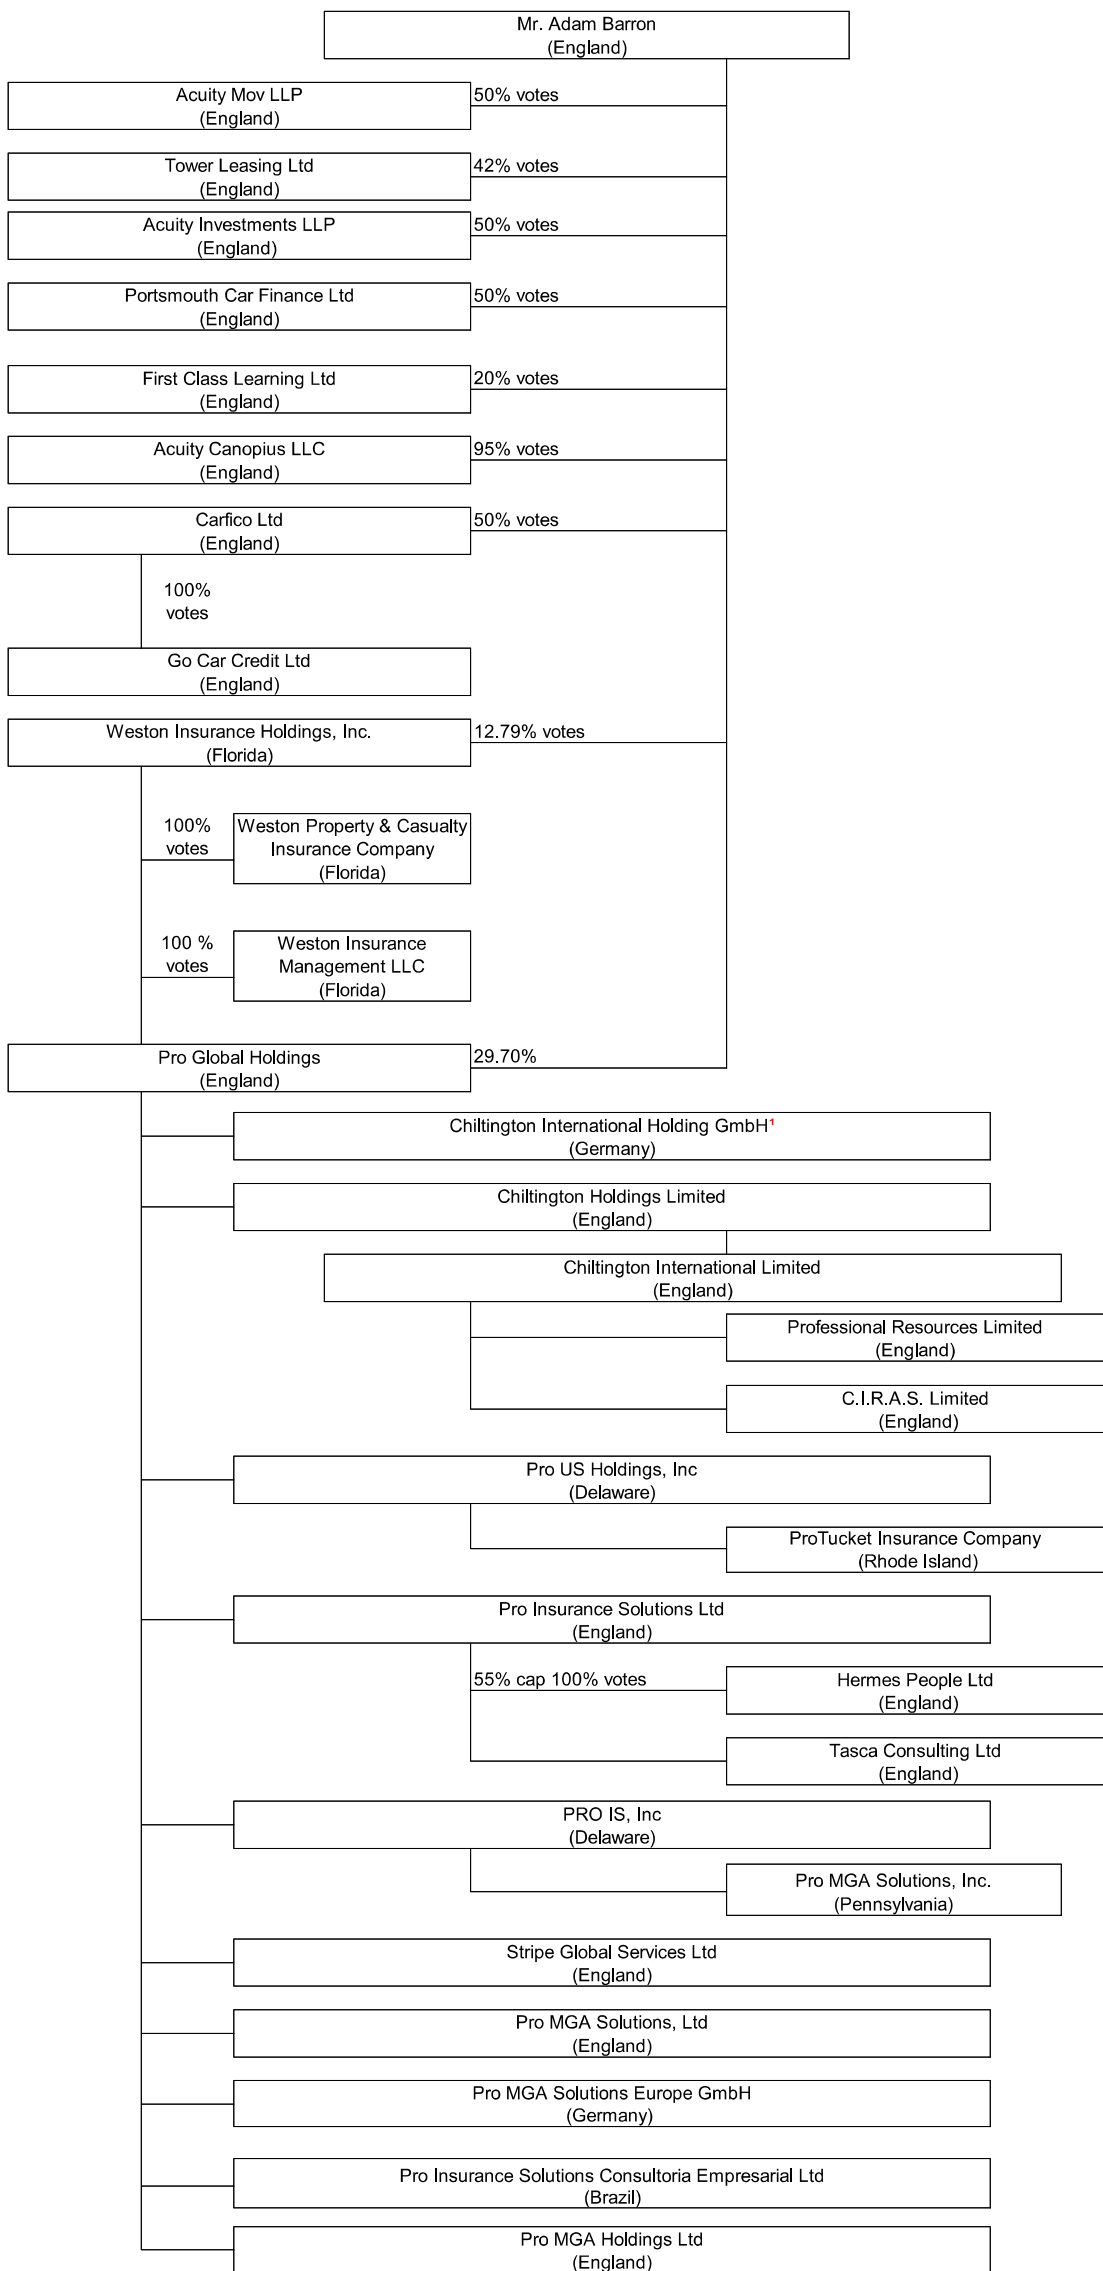 Mr. Adam Barron
(England)
Acuity Mov LLP
(England)
50% votes
Tower Leasing Ltd
(England)
42% votes
Acuity Investments LLP
(England)
50% votes
Portsmouth Car Finance Ltd
(England)
50% votes
First Class Learning Ltd
(England)
20% votes
Acuity Canopius LLC
(England)
95% votes
Carfico Ltd
(England)
50% votes
100%
votes
Go Car Credit Ltd
(England)
Weston Insurance Holdings, Inc.
(Florida)
12.79% votes
100%
votes
Weston Property & Casualty
Insurance Company
(Florida)
100 %
votes
Weston Insurance
Management LLC
(Florida)
Pro Global Holdings
(England)
29.70%
Chiltington International Holding GmbH¹
(Germany)
Chiltington Holdings Limited
(England)
Chiltington International Limited
(England)
Professional Resources Limited
(England)
C.I.R.A.S. Limited
(England)
Pro US Holdings, Inc
(Delaware)
ProTucket Insurance Company
(Rhode Island)
Pro Insurance Solutions Ltd
(England)
55% cap 100% votes
Hermes People Ltd
(England)
Tasca Consulting Ltd
(England)
PRO IS, Inc
(Delaware)
Pro MGA Solutions, Inc.
(Pennsylvania)
Stripe Global Services Ltd
(England)
Pro MGA Solutions, Ltd
(England)
Pro MGA Solutions Europe GmbH
(Germany)
Pro Insurance Solutions Consultoria Empresarial Ltd
(Brazil)
Pro MGA Holdings Ltd
(England)